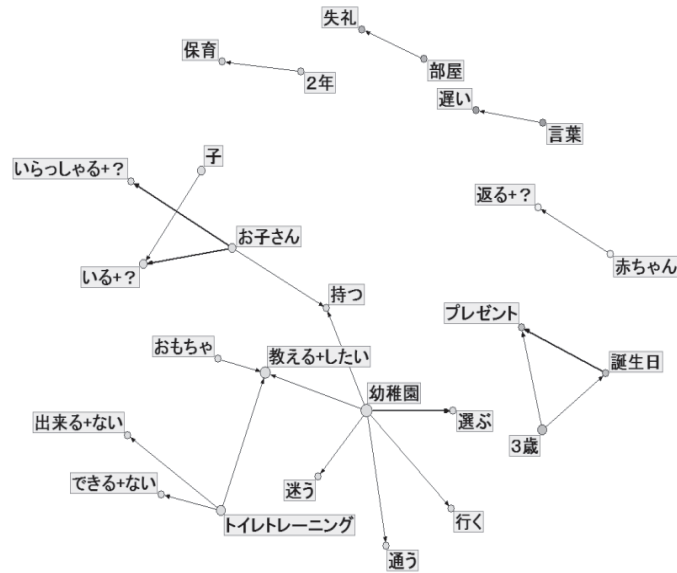 失礼
保育
部屋
2年
遅い
言葉
子
いらっしゃる+?
返る+?
お子さん
赤ちゃん
いる+?
持つ
プレゼント
おもちゃ
教える+したい
誕生日
幼稚園
出来る+ない
選ぶ
3歳
できる+ない
迷う
トイレトレーニング
行く
通う